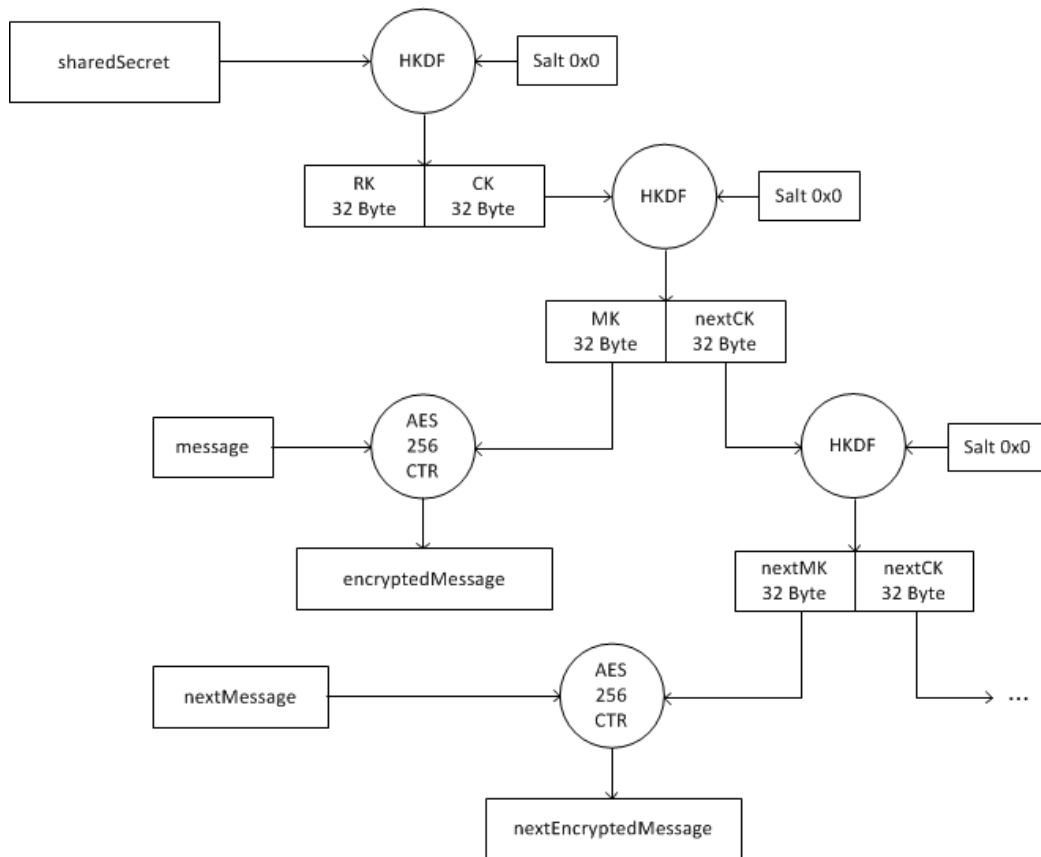 sharedSecret
HKDF
Salt 0x0
RK
32 Byte
CK
32 Byte
HKDF
Salt 0x0
MK
32 Byte
nextCK
32 Byte
message
AES
256
CTR
HKDF
Salt 0x0
encryptedMessage
nextMK
32 Byte
nextCK
32 Byte
nextMessage
AES
256
CTR
...
nextEncryptedMessage